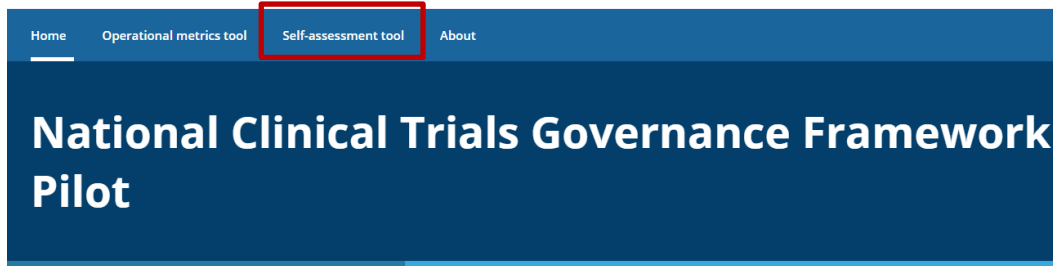 Home Operational metrics tool Self-assessment tool About
National Clinical Trials Governance Framework
Pilot